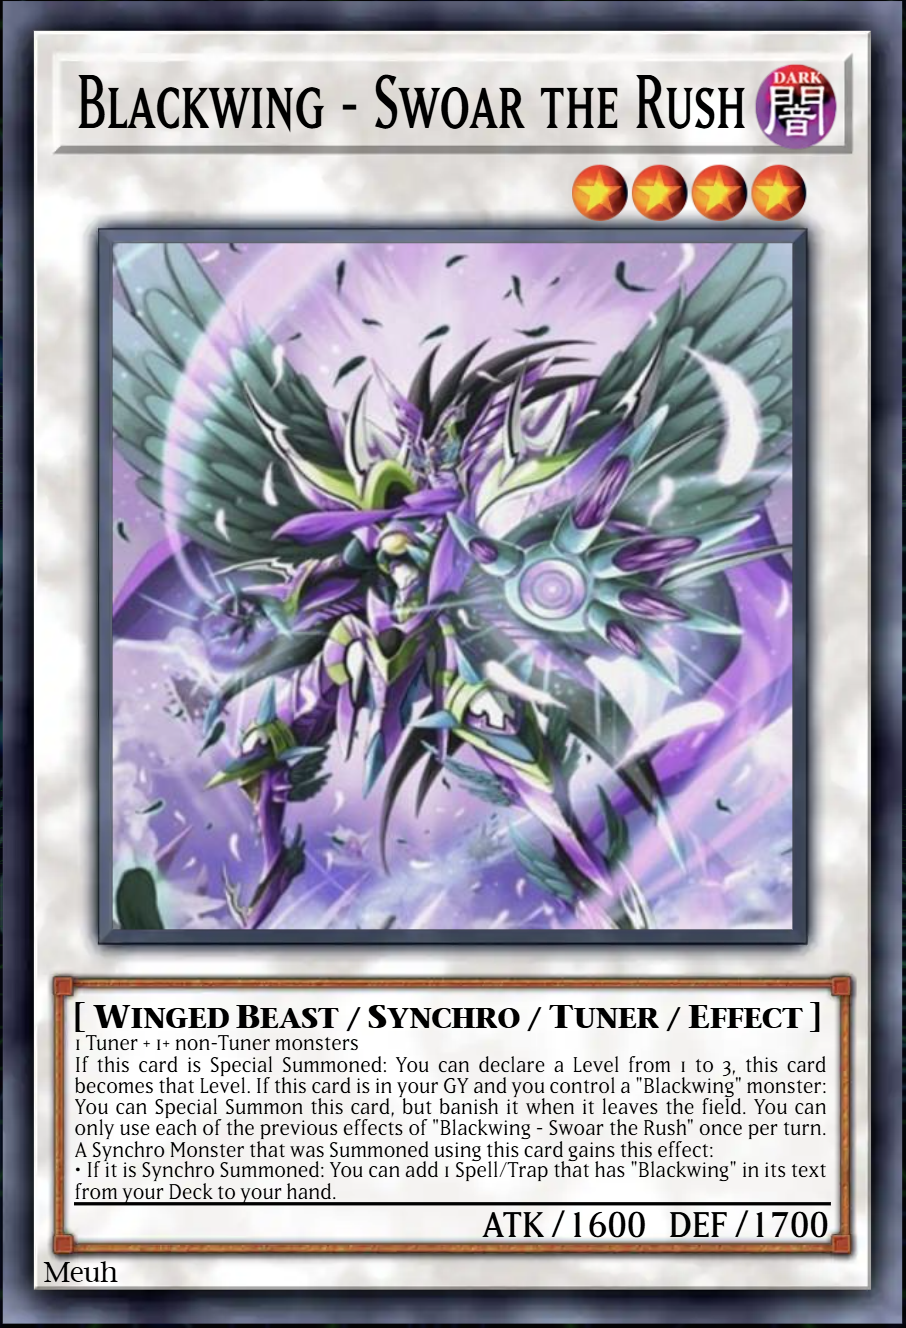 Blackwing - Swoar the Rush
DARK
闇
[ Winged Beast / Synchro / Tuner / Effect ]
1 Tuner + 1+ non-Tuner monsters
If this card is Special Summoned: You can declare a Level from 1 to 3, this card
becomes that Level. If this card is in your GY and you control a "Blackwing" monster:
You can Special Summon this card, but banish it when it leaves the field. You can
only use each of the previous effects of "Blackwing - Swoar the Rush" once per turn.
A Synchro Monster that was Summoned using this card gains this effect:
• If it is Synchro Summoned: You can add 1 Spell/Trap that has "Blackwing" in its text
from your Deck to your hand.
ATK/1600 DEF/1700
Meuh